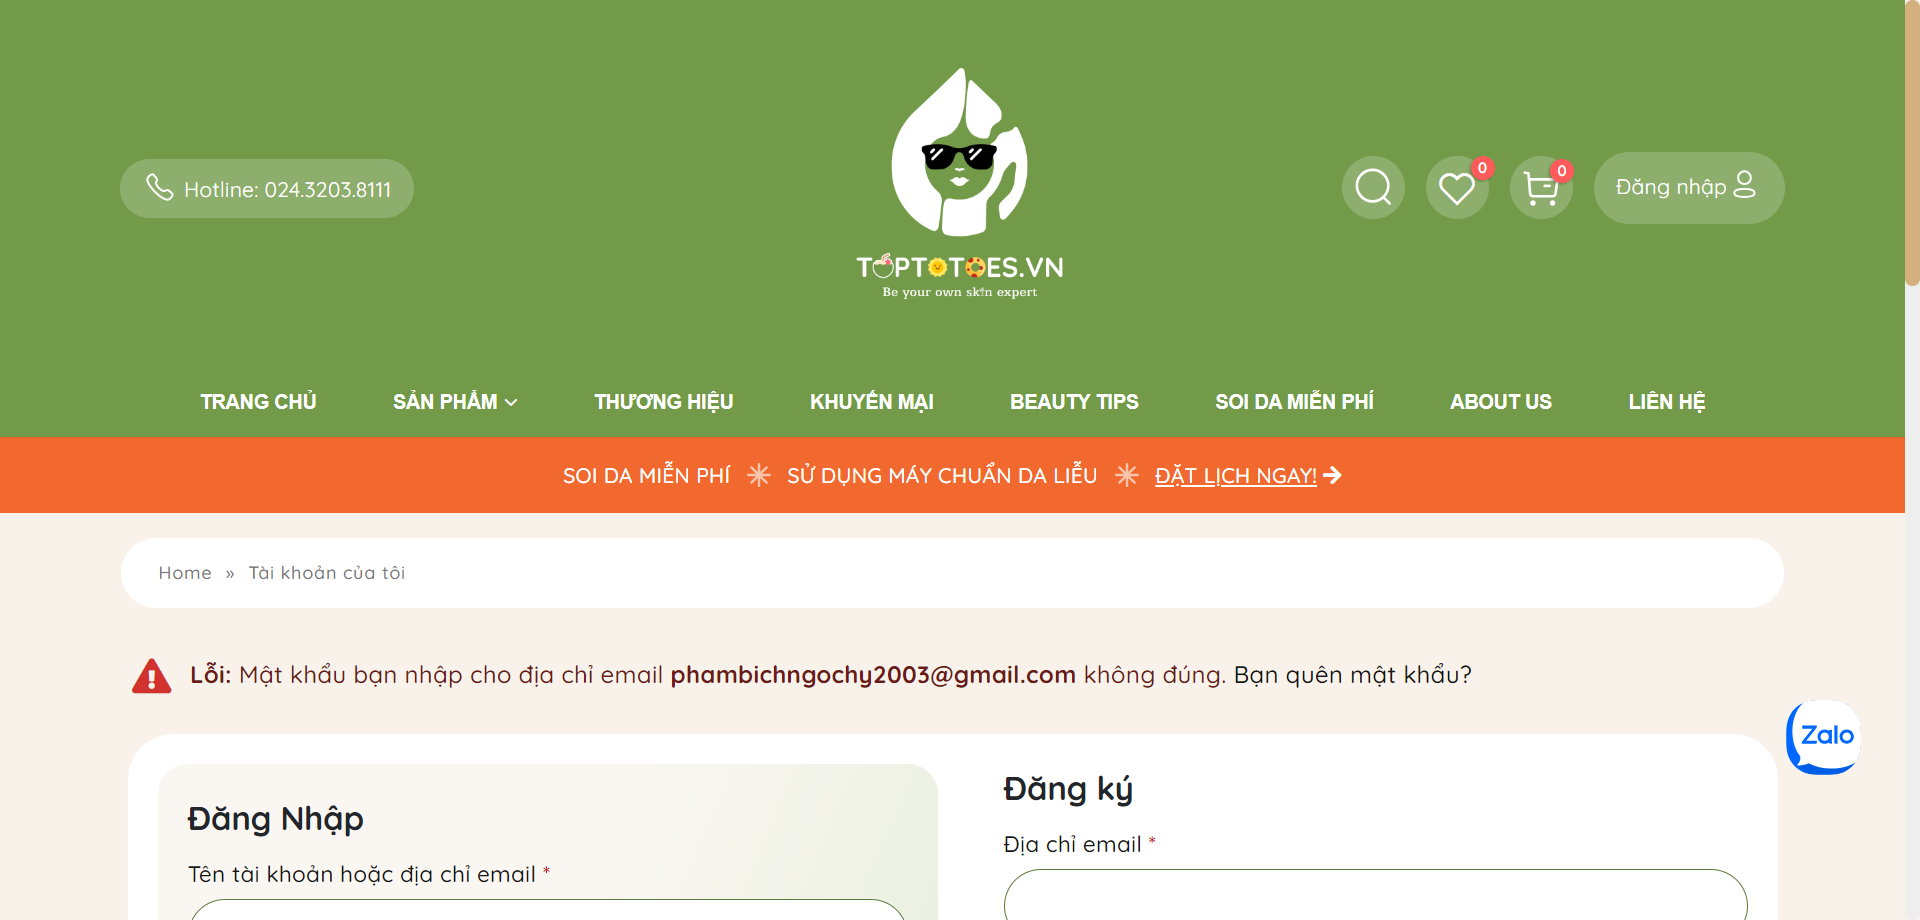 Hotline: 024.3203.8111
TOPTOTOES.VN
Be your own skin expert
0
0
Đăng nhập
TRANG CHỦ SẢN PHẨM THƯƠNG HIỆU KHUYẾN MẠI BEAUTY TIPS SOI DA MIỄN PHÍ ABOUT US LIÊN HỆ
SOI DA MIỄN PHÍ SỬ DỤNG MÁY CHUẨN DA LIỄU ĐẶT LỊCH NGAY!
Home » Tài khoản của tôi
Lỗi: Mật khẩu bạn nhập cho địa chỉ email phambichngochy2003@gmail.com không đúng. Bạn quên mật khẩu?
Zalo
Đăng Nhập
Tên tài khoản hoặc địa chỉ email *
Đăng ký
Địa chỉ email *